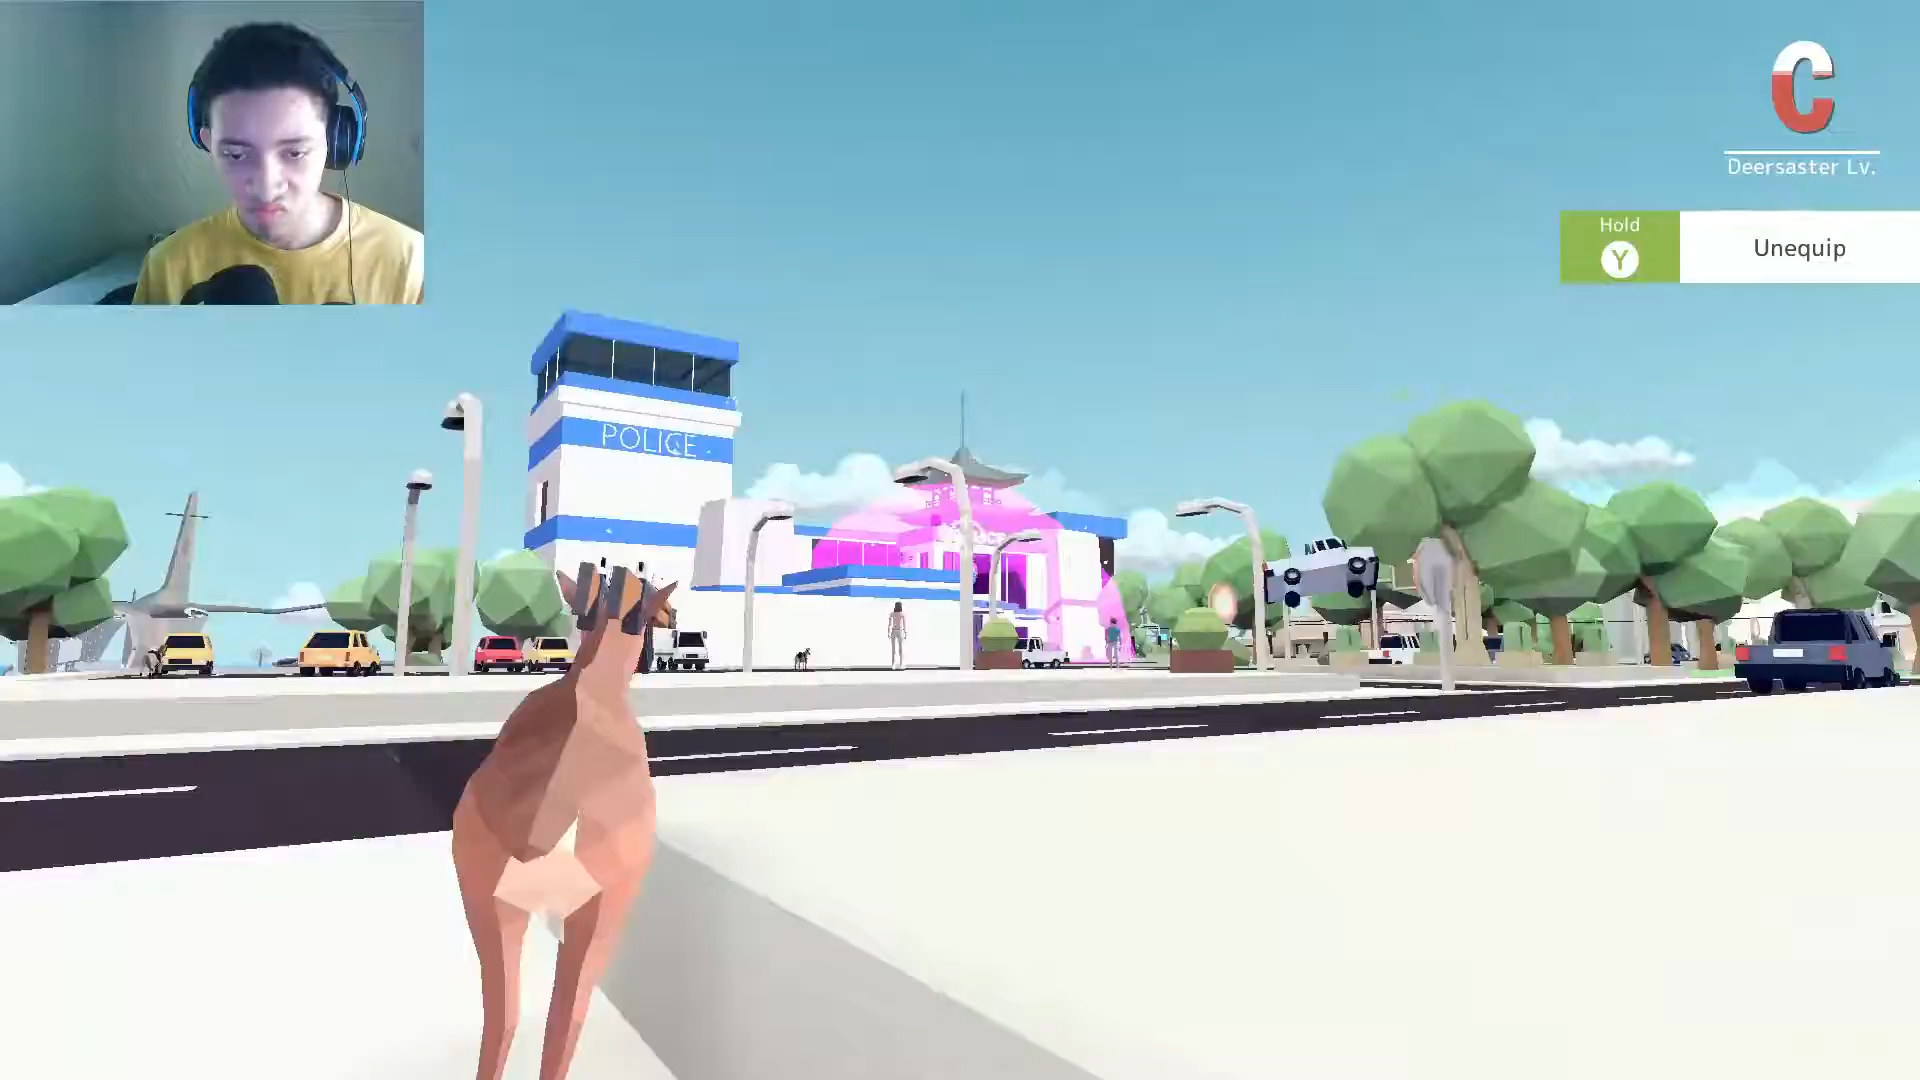 C
Deersaster Lv.
Hold
Y
Unequip
POLICE